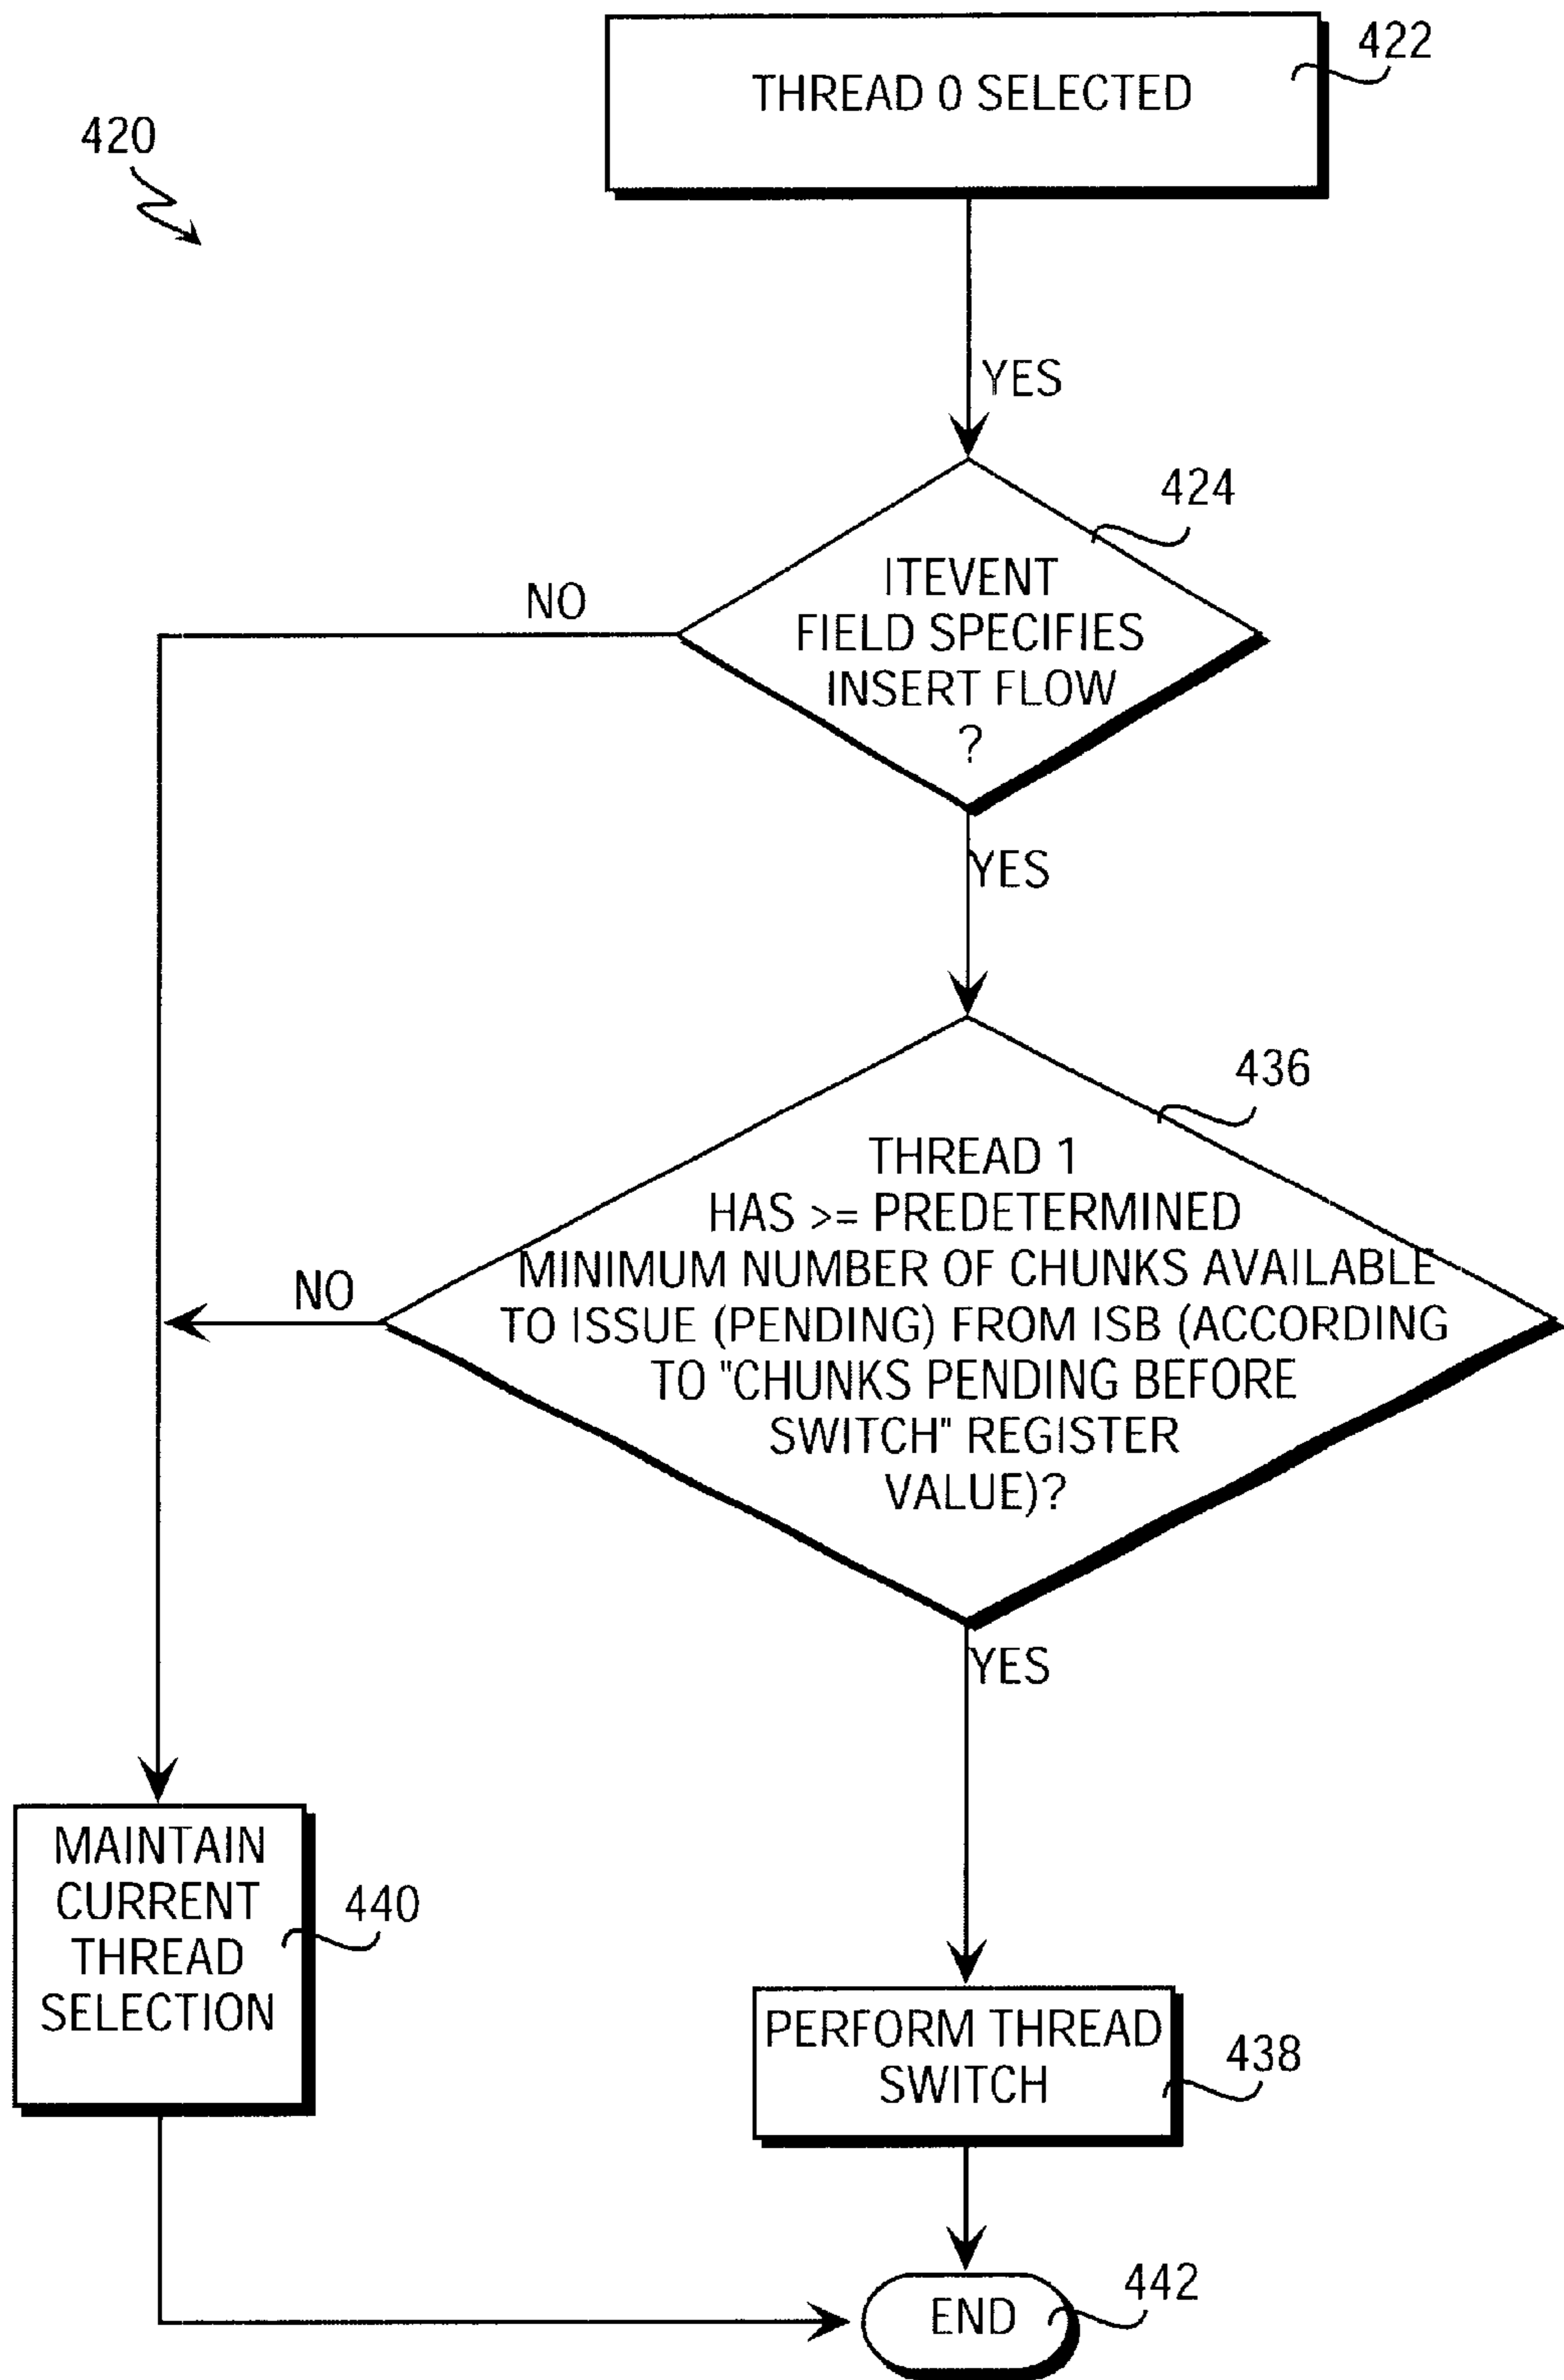 422
THREAD 0 SELECTED
420
YES
424
ITEVENT
FIELD SPECIFIES
INSERT FLOW
?
NO
YES
436
THREAD 1
HAS >= PREDETERMINED
MINIMUM NUMBER OF CHUNKS AVAILABLE
TO ISSUE (PENDING) FROM ISB (ACCORDING
TO "CHUNKS PENDING BEFORE
SWITCH" REGISTER
VALUE)?
NO
YES
MAINTAIN
CURRENT
THREAD
SELECTION
440
PERFORM THREAD
SWITCH
438
END
442